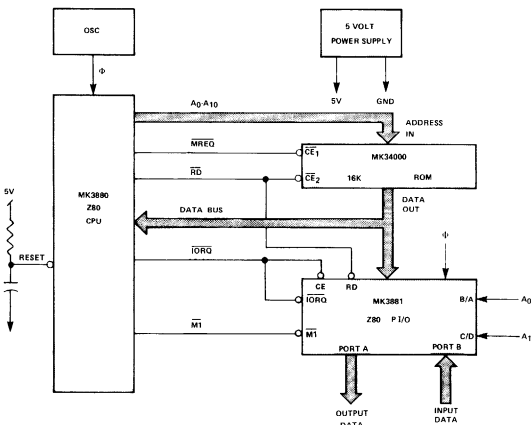 OSC
5 VOLT
POWER SUPPLY
Φ
5V
GND
A0-A10
ADDRESS
IN
MREQ
CE1
MK34000
MK3880
Z80
CPU
RD
CE2
16K ROM
5V
DATA BUS
DATA
OUT
RESET
IORQ
Φ
CE
RD
MK3881
IORQ
B/A
A0
Z80 PI/O
M1
M1
C/D
A1
PORT A
PORT B
OUTPUT
DATA
INPUT
DATA